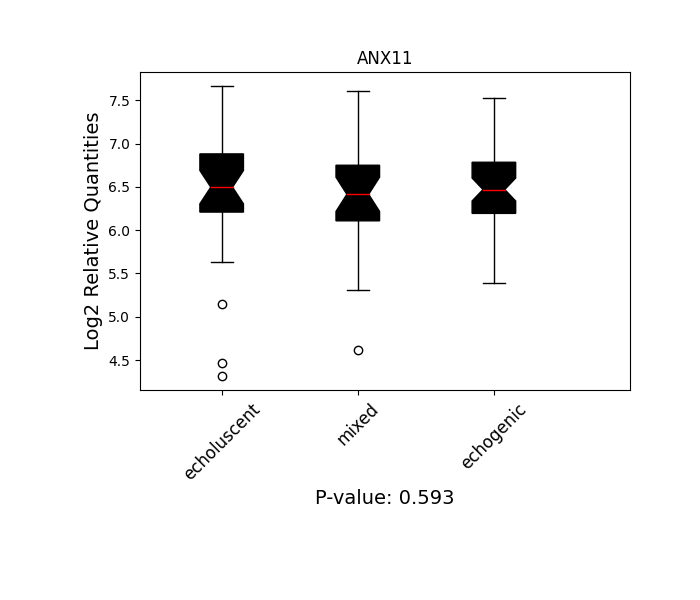 ANX11
Log2 Relative Quantities
7.5
7.0
6.5
6.0
5.5
5.0
4.5
echoluscent
mixed
echogenic
P-value: 0.593